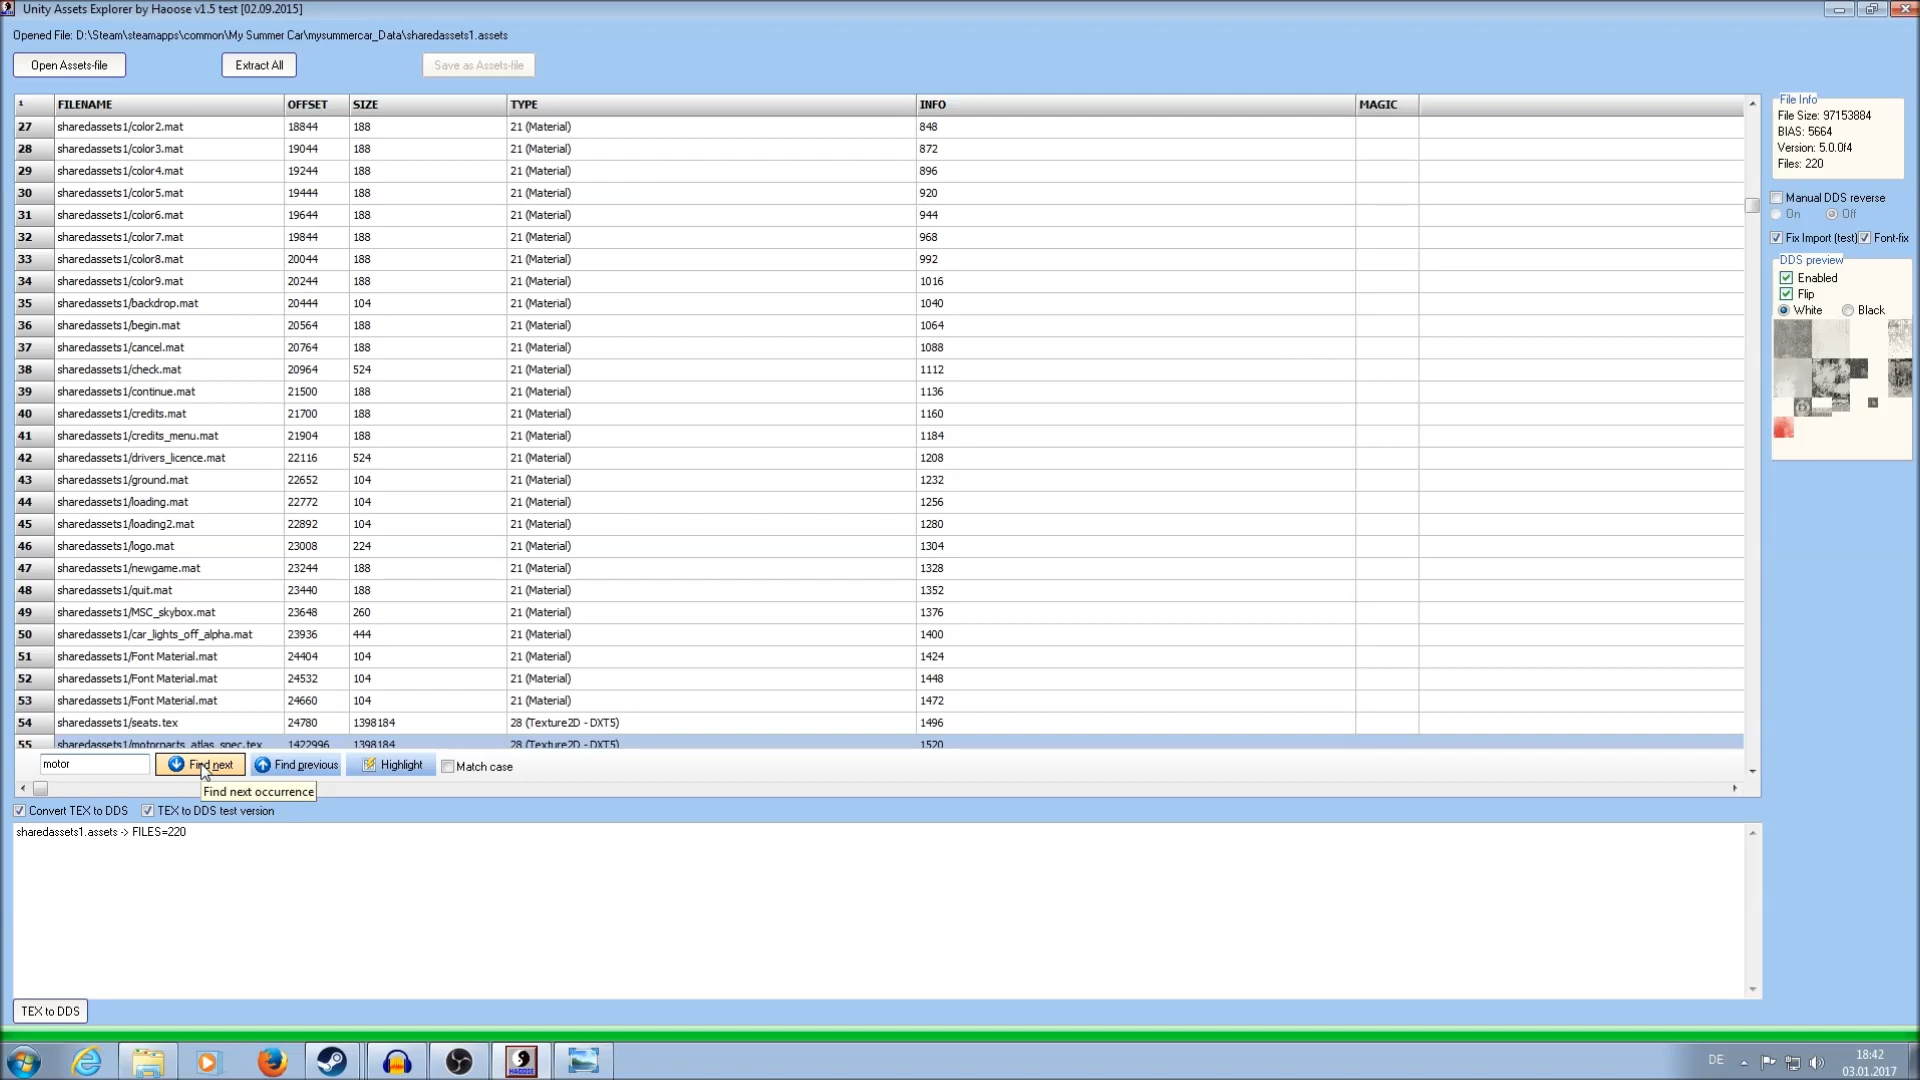 Unity Assets Explorer by Haoose v1.5 test [02.09.2015]
Opened File: D:\Steam\steamapps\common\My Summer Car\mysummercar_Data\sharedassets1.assets
Open Assets-file Extract All Save as Assets-file
1 FILENAME OFFSET SIZE TYPE INFO MAGIC
27 sharedassets1/color2.mat 18844 188 21 (Material) 848
28 sharedassets1/color3.mat 19044 188 21 (Material) 872
29 sharedassets1/color4.mat 19244 188 21 (Material) 896
30 sharedassets1/color5.mat 19444 188 21 (Material) 920
31 sharedassets1/color6.mat 19644 188 21 (Material) 944
32 sharedassets1/color7.mat 19844 188 21 (Material) 968
33 sharedassets1/color8.mat 20044 188 21 (Material) 992
34 sharedassets1/color9.mat 20244 188 21 (Material) 1016
35 sharedassets1/backdrop.mat 20444 104 21 (Material) 1040
36 sharedassets1/begin.mat 20564 188 21 (Material) 1064
37 sharedassets1/cancel.mat 20764 188 21 (Material) 1088
38 sharedassets1/check.mat 20964 524 21 (Material) 1112
39 sharedassets1/continue.mat 21500 188 21 (Material) 1136
40 sharedassets1/credits.mat 21700 188 21 (Material) 1160
41 sharedassets1/credits_menu.mat 21904 188 21 (Material) 1184
42 sharedassets1/drivers_licence.mat 22116 524 21 (Material) 1208
43 sharedassets1/ground.mat 22652 104 21 (Material) 1232
44 sharedassets1/loading.mat 22772 104 21 (Material) 1256
45 sharedassets1/loading2.mat 22892 104 21 (Material) 1280
46 sharedassets1/logo.mat 23008 224 21 (Material) 1304
47 sharedassets1/newgame.mat 23244 188 21 (Material) 1328
48 sharedassets1/quit.mat 23440 188 21 (Material) 1352
49 sharedassets1/MSC_skybox.mat 23648 260 21 (Material) 1376
50 sharedassets1/car_lights_off_alpha.mat 23936 444 21 (Material) 1400
51 sharedassets1/Font Material.mat 24404 104 21 (Material) 1424
52 sharedassets1/Font Material.mat 24532 104 21 (Material) 1448
53 sharedassets1/Font Material.mat 24660 104 21 (Material) 1472
54 sharedassets1/seats.tex 24780 1398184 28 (Texture2D - DXT5) 1496
55 sharedassets1/motorparts_atlas_spec.tex 1422996 1398184 28 (Texture2D - DXT5) 1520
motor Find next Find previous Highlight Match case
Find next occurrence
Convert TEX to DDS TEX to DDS test version
sharedassets1.assets -> FILES=220
TEX to DDS
File Info
File Size: 97153884
BIAS: 5664
Version: 5.0.0f4
Files: 220
Manual DDS reverse
On Off
Fix Import (test) Font-fix
DDS preview
Enabled
Flip
White Black
HAOOSE
DE
18:42
03.01.2017